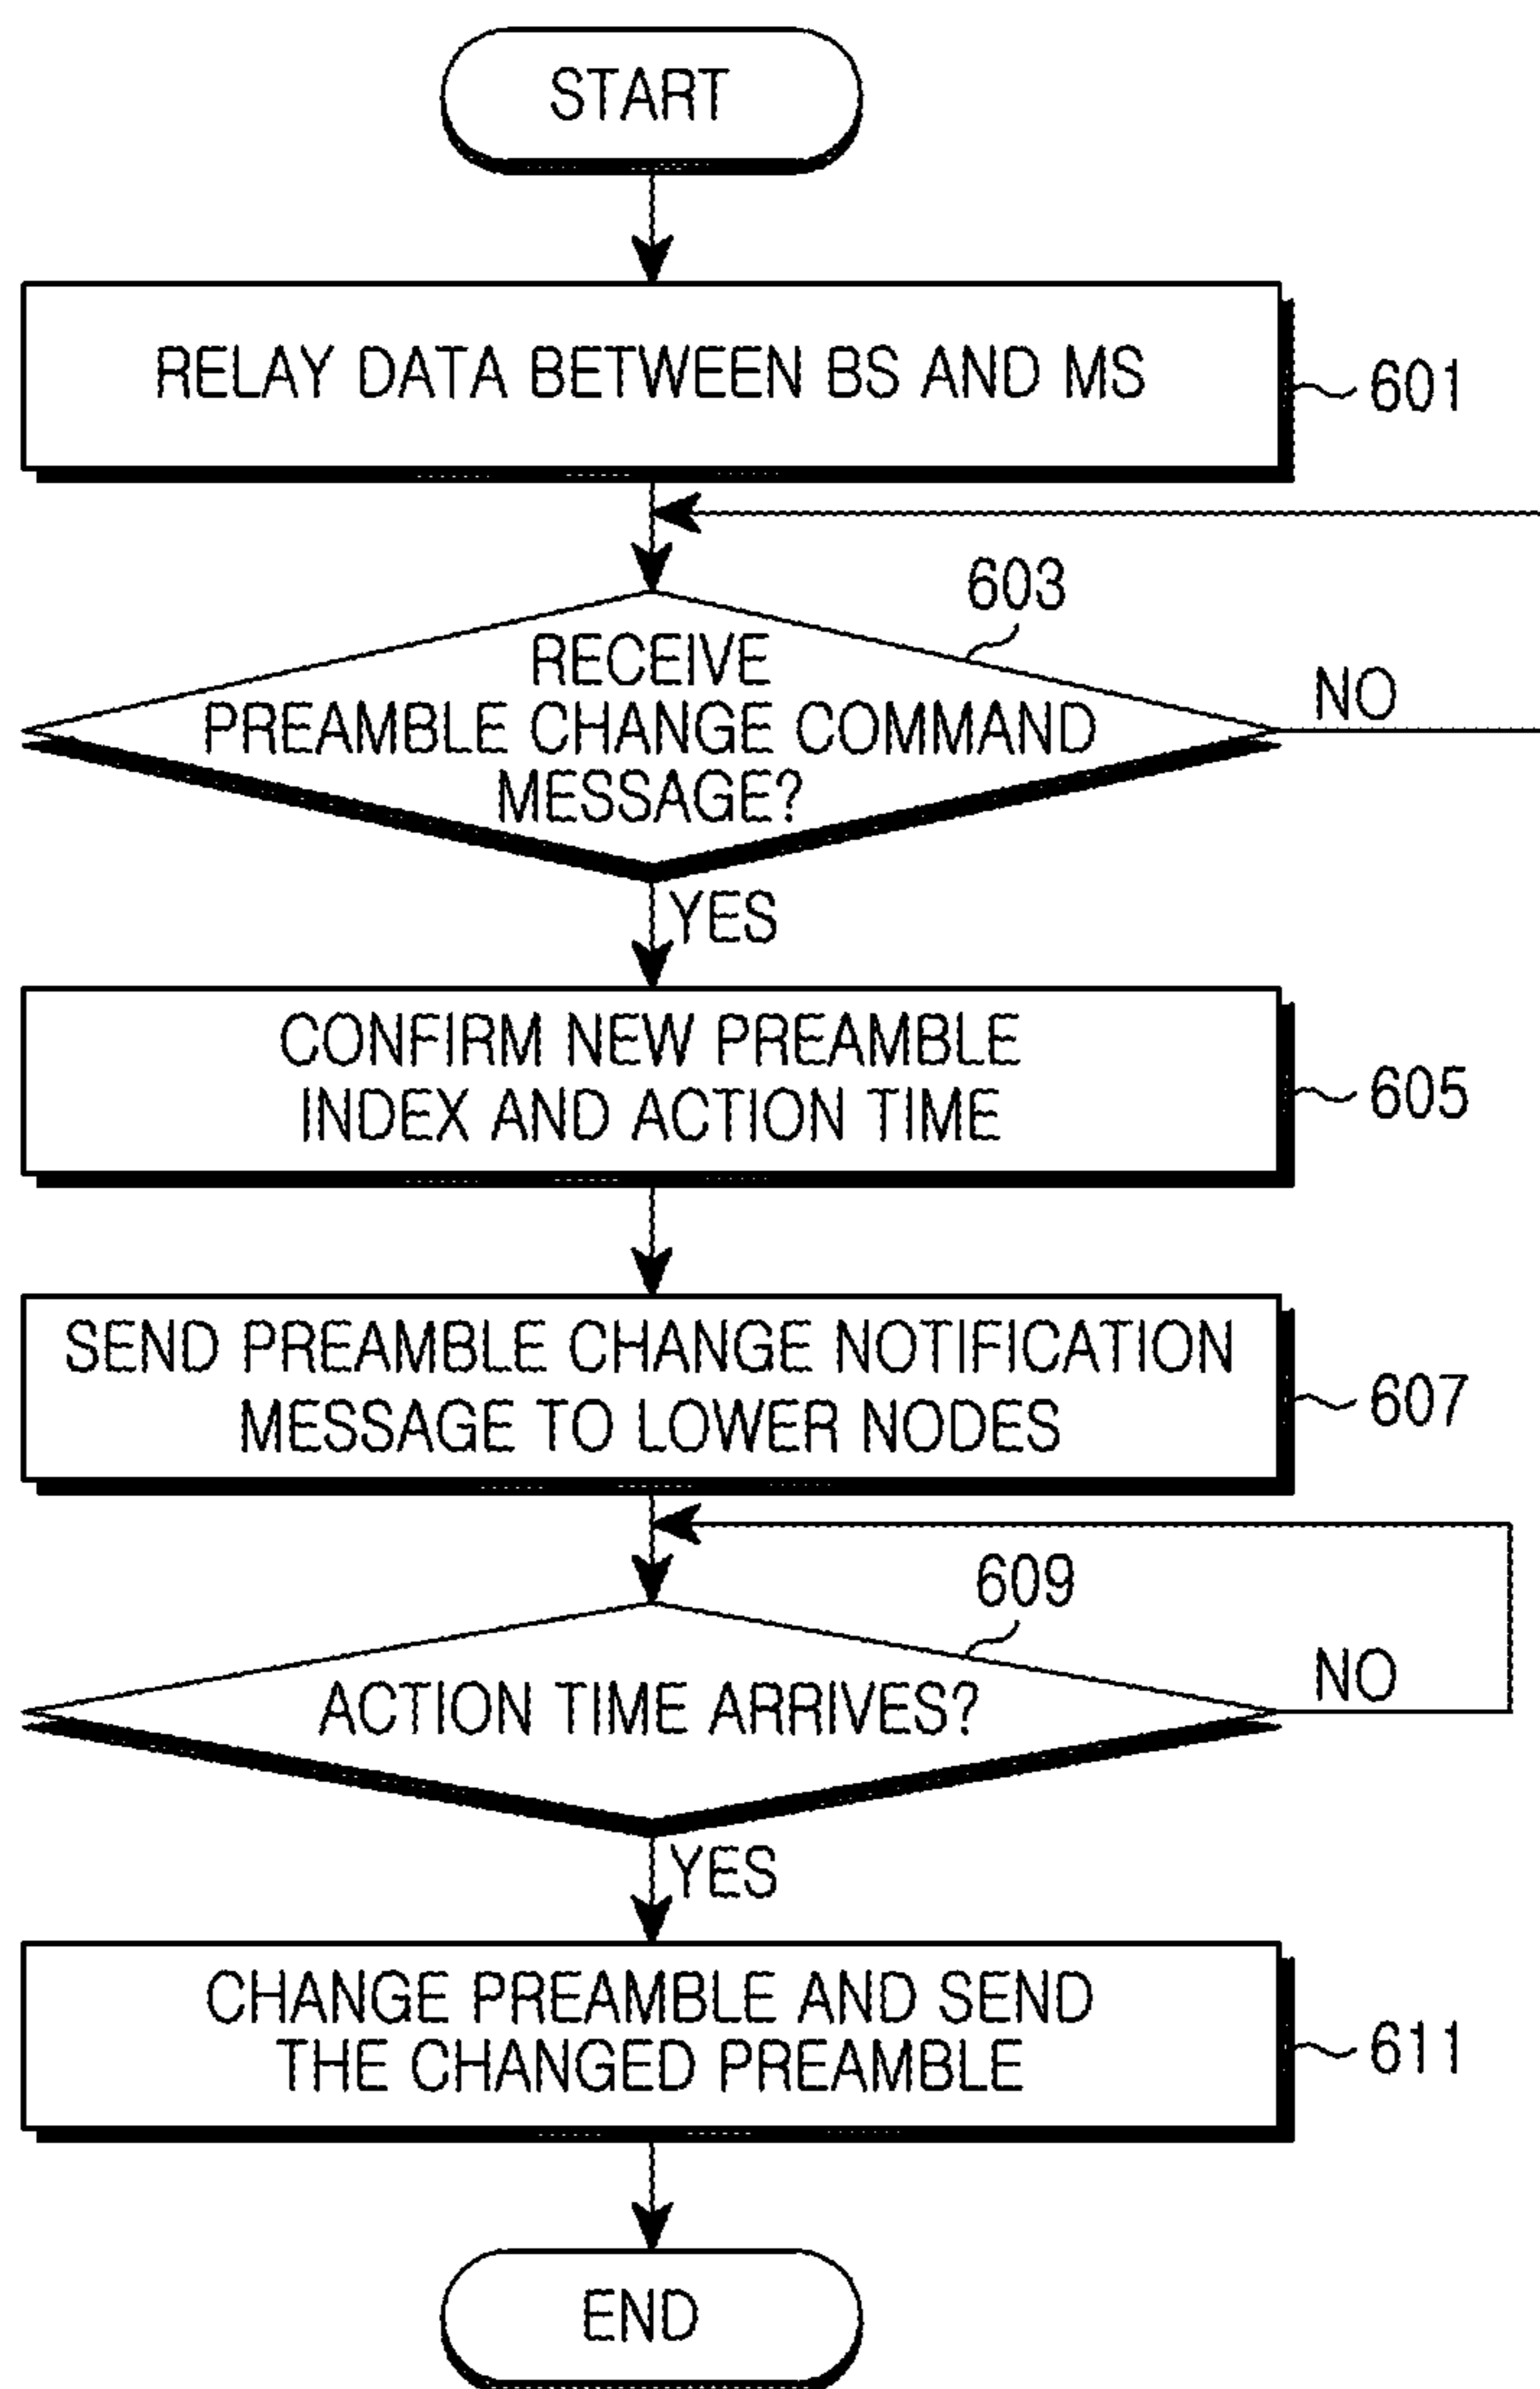 START
RELAY DATA BETWEEN BS AND MS
601
603
RECEIVE
PREAMBLE CHANGE COMMAND
MESSAGE?
NO
YES
CONFIRM NEW PREAMBLE
INDEX AND ACTION TIME
605
SEND PREAMBLE CHANGE NOTIFICATION
MESSAGE TO LOWER NODES
607
609
ACTION TIME ARRIVES?
NO
YES
CHANGE PREAMBLE AND SEND
THE CHANGED PREAMBLE
611
END